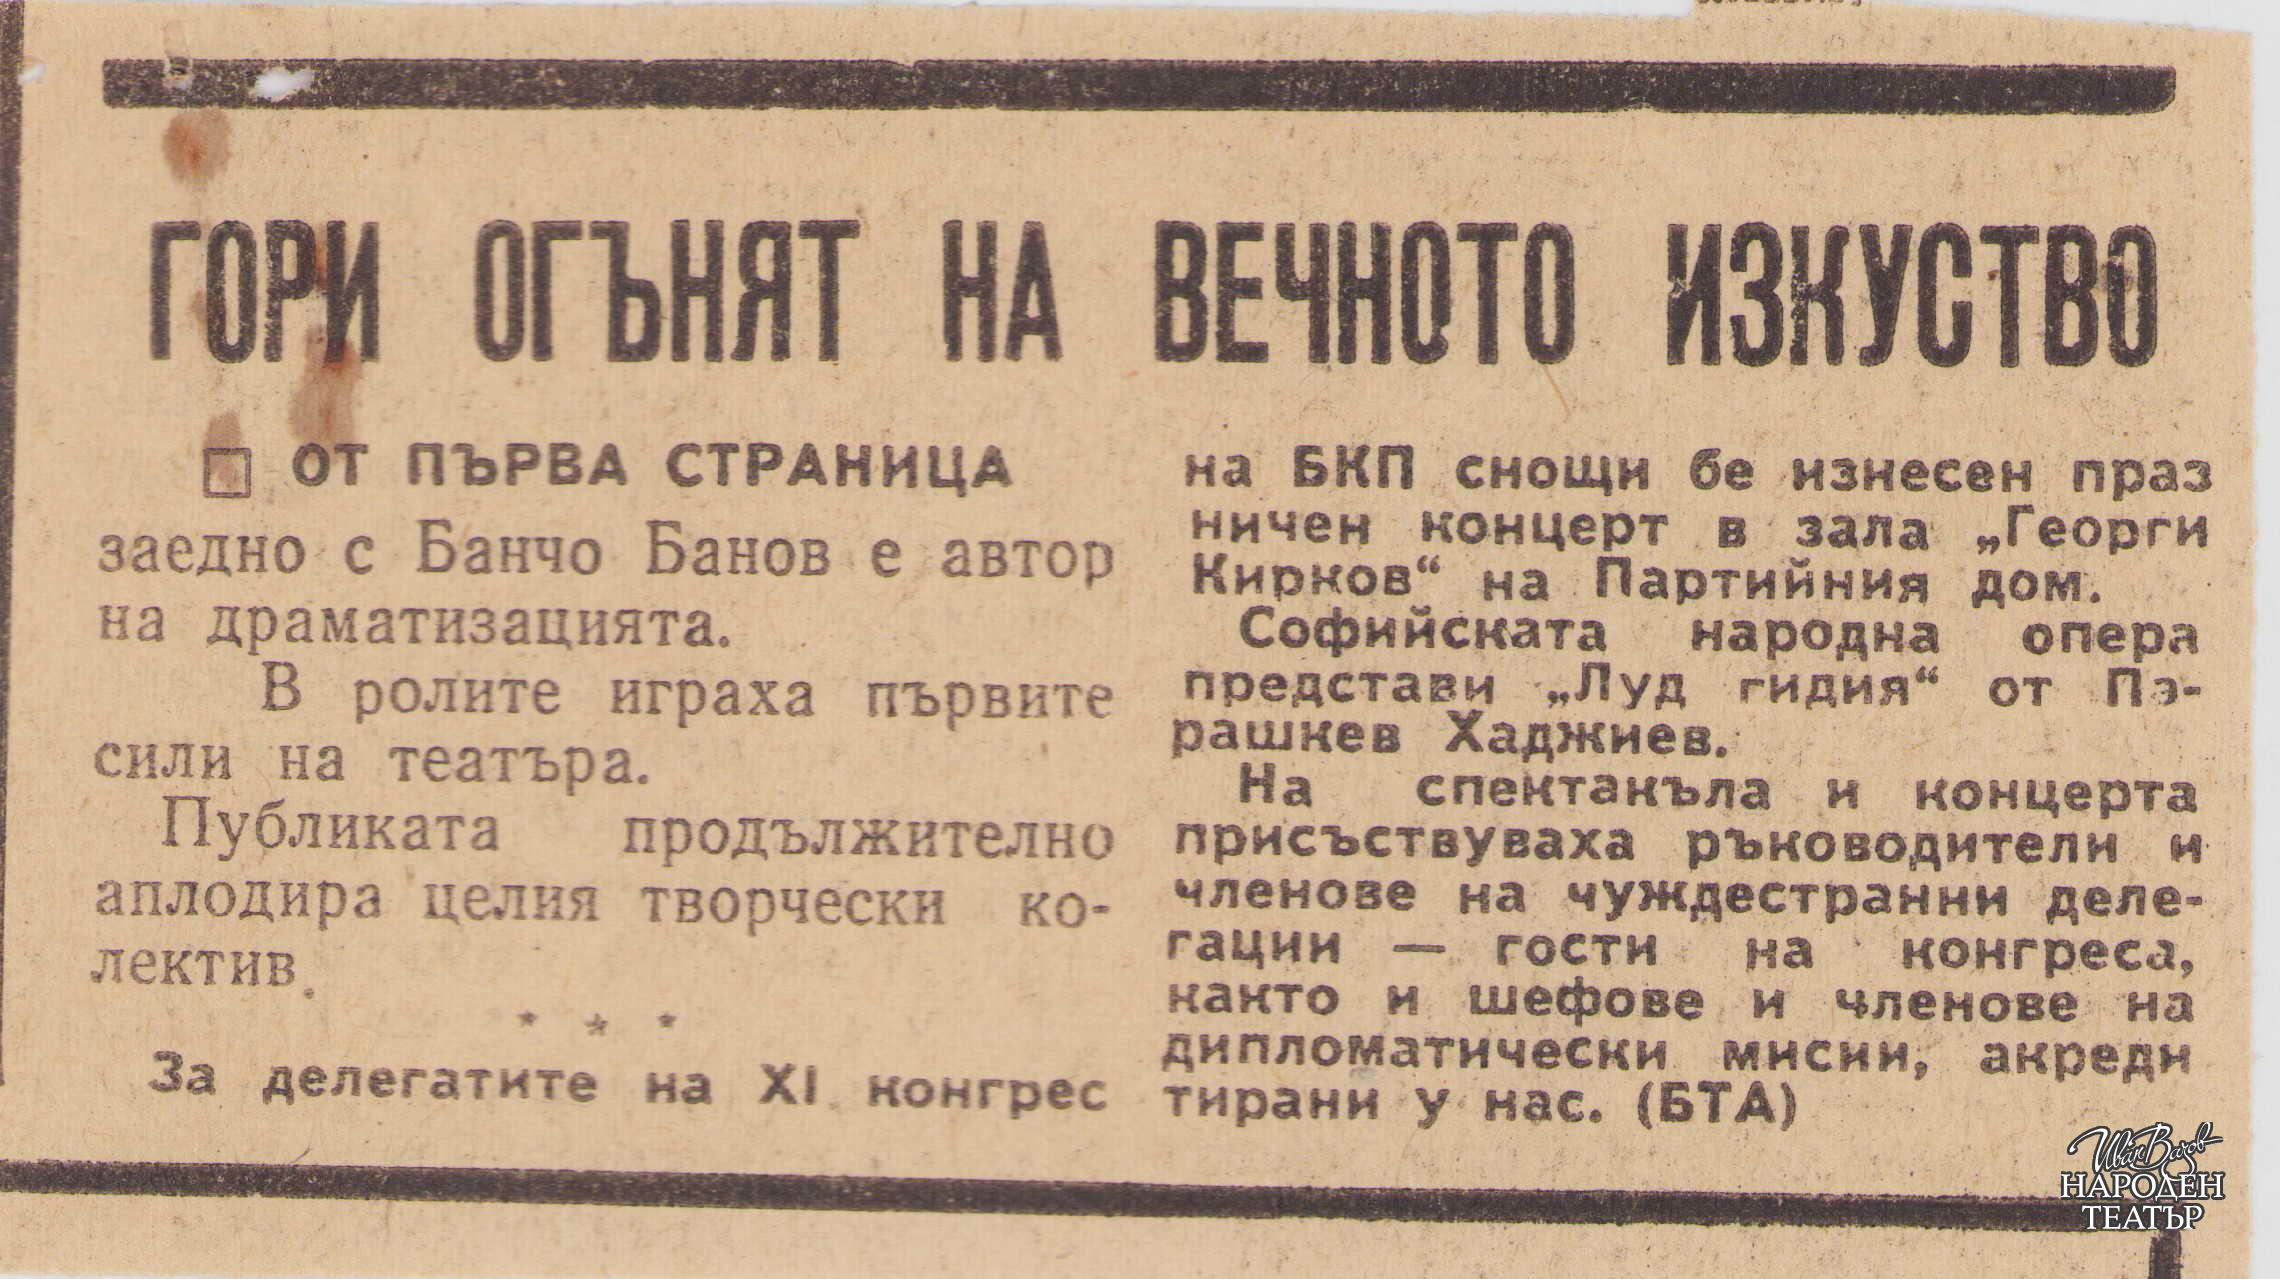 ГОРИ ОГЪНЯТ НА ВЕЧНОТО ИЗКУСТВО
□ ОТ ПЪРВА СТРАНИЦА
заедно с Банчо Банов е автор
на драматизацията.
В ролите играха първите
сили на театъра.
Публиката продължително
аплодира целия творчески ко-
лектив.
* * *
За делегатите на XI конгрес
на БКП снощи бе изнесен праз
ничен концерт в зала „Георги
Кирков“ на Партийния дом.
Софийската народна опера
представи „Луд гидия“ от Па-
рашкев Хаджиев.
На спектакъла и концерта
присъствуваха ръководители и
членове на чуждестранни деле-
гации — гости на конгреса,
както и шефове и членове на
дипломатически мисии, акреди
тирани у нас. (БТА)
Иван Вазов
НАРОДЕН
ТЕАТЪР